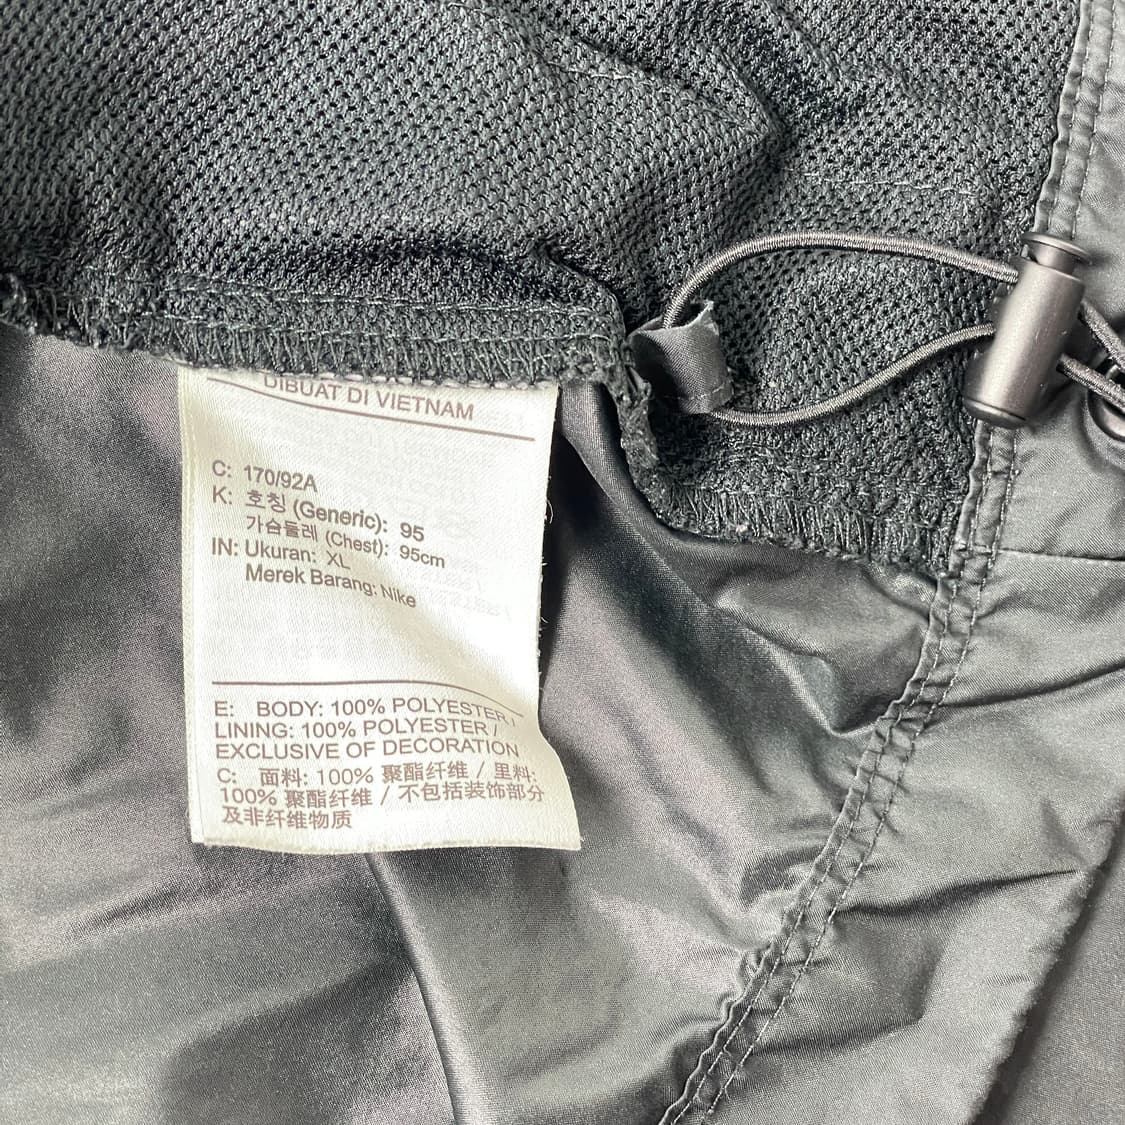 DIBUAT DI VIETNAM
C: 170/92A
K: 호칭 (Generic): 95
가슴둘레 (Chest): 95cm
IN: Ukuran: XL
Merek Barang: Nike
E: BODY: 100% POLYESTER /
LINING: 100% POLYESTER /
EXCLUSIVE OF DECORATION
C: 面料: 100% 聚酯纤维 / 里料:
100% 聚酯纤维 / 不包括装饰部分
及非纤维物质